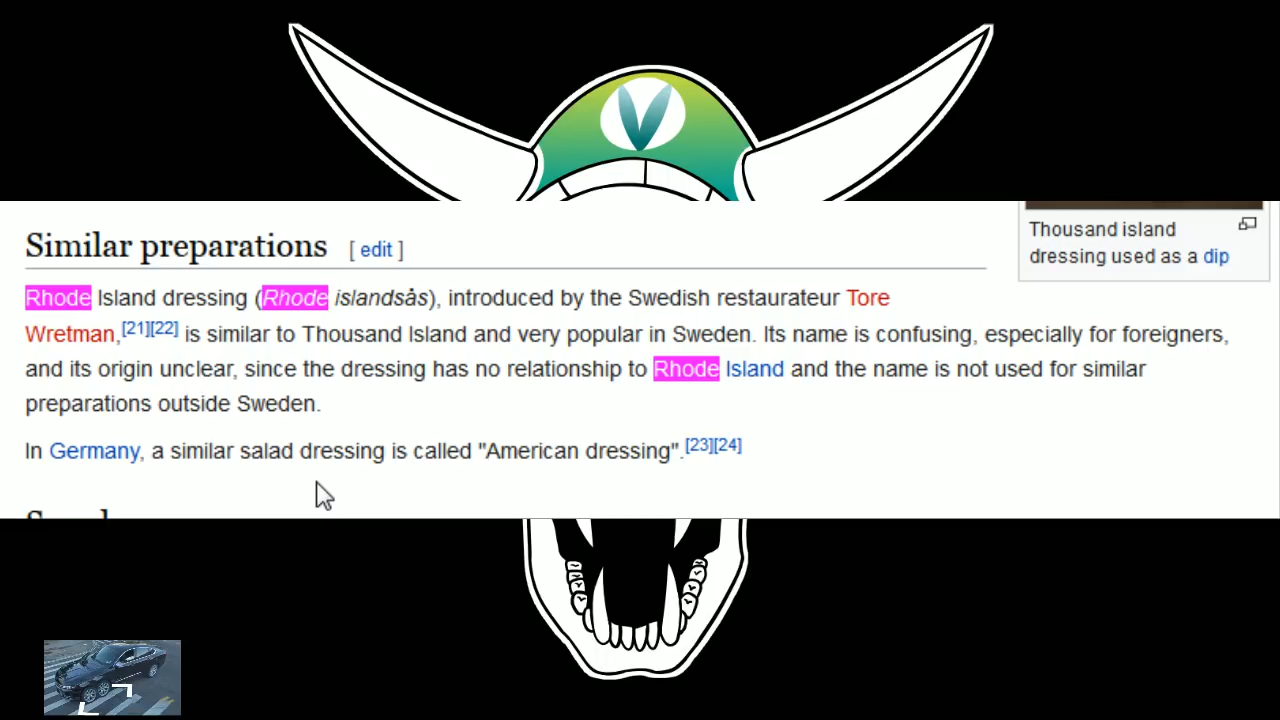 Similar preparations [ edit ]
Thousand island
dressing used as a dip
Rhode Island dressing (Rhode islandsås), introduced by the Swedish restaurateur Tore
Wretman,[21][22] is similar to Thousand Island and very popular in Sweden. Its name is confusing, especially for foreigners,
and its origin unclear, since the dressing has no relationship to Rhode Island and the name is not used for similar
preparations outside Sweden.
In Germany, a similar salad dressing is called "American dressing".[23][24]